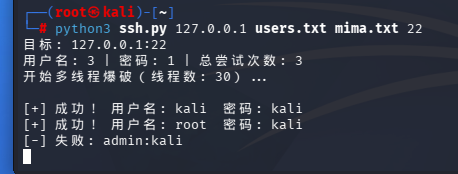 ┌──(root㉿kali)-[~]
└─# python3 ssh.py 127.0.0.1 users.txt mima.txt 22
目标: 127.0.0.1:22
用户名: 3 | 密码: 1 | 总尝试次数: 3
开始多线程爆破（线程数: 30）...
[+] 成功! 用户名: kali 密码: kali
[+] 成功! 用户名: root 密码: kali
[-] 失败: admin:kali